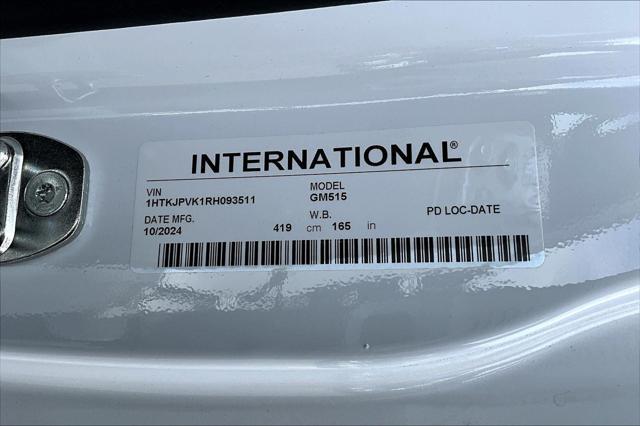 INTERNATIONAL®
VIN MODEL
1HTKJPVK1RH093511 GM515
DATE MFG. W.B. PD LOC-DATE
10/2024 419 cm 165 in